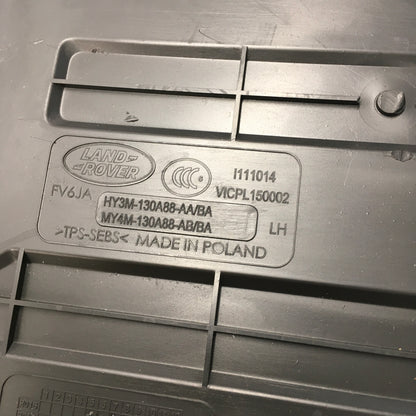 LAND-
-ROVER
CCC
I111014
VICPL150002
FV6JA
HY3M-130A88-AA/BA
MY4M-130A88-AB/BA
LH
>TPS-SEBS< MADE IN POLAND